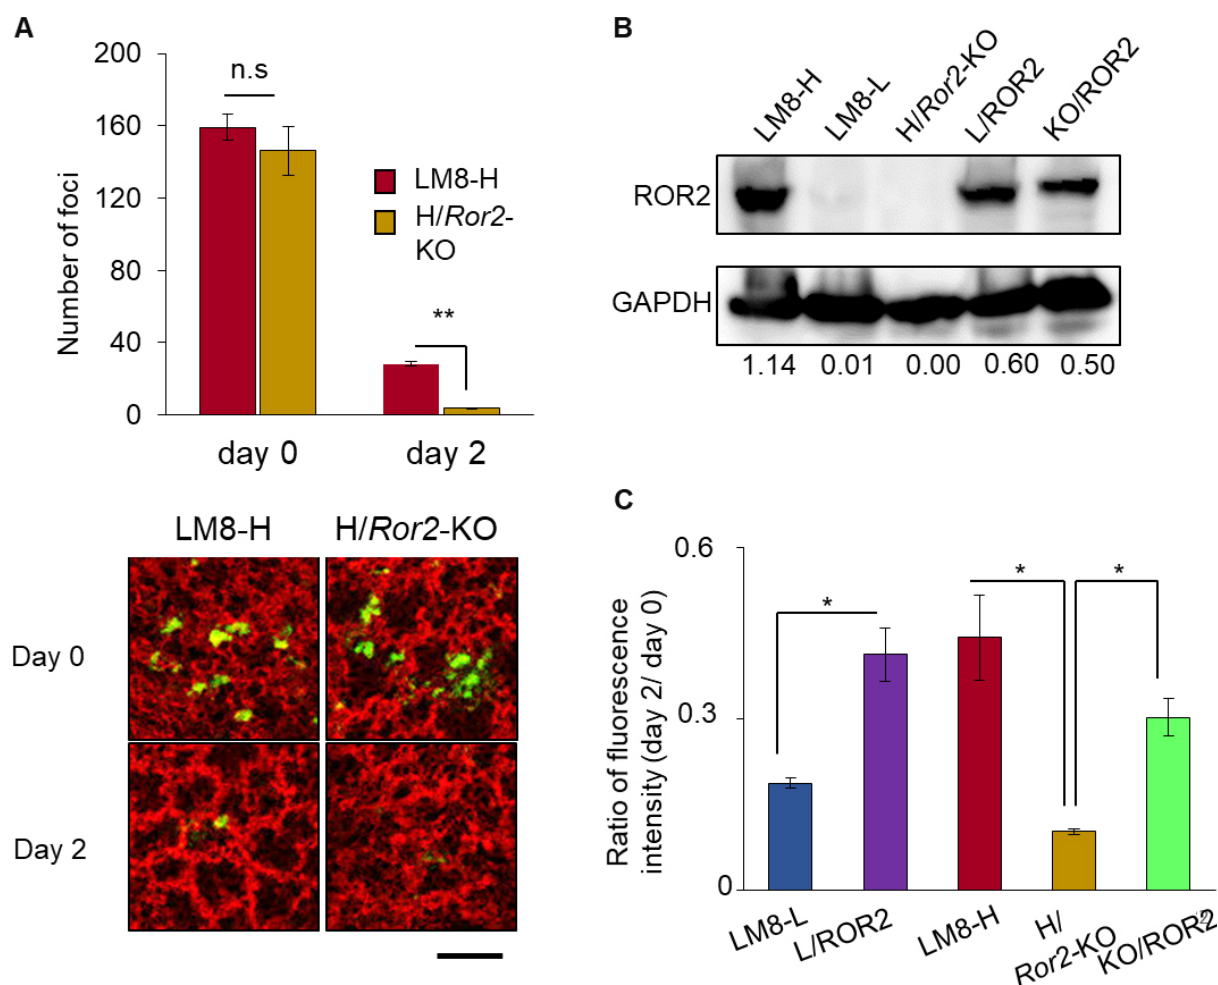 A
200
160
120
80
40
0
Number of foci
n.s
**
LM8-H
H/Ror2-
KO
day 0
day 2
LM8-H
H/Ror2-KO
Day 0
Day 2
B
LM8-H
LM8-L
H/Ror2-KO
L/ROR2
KO/ROR2
ROR2
GAPDH
1.14 0.01 0.00 0.60 0.50
C
Ratio of fluorescence
intensity (day 2/ day 0)
0.6
0.3
0
*
*
*
LM8-L
L/ROR2
LM8-H
H/
Ror2-KO
KO/ROR2